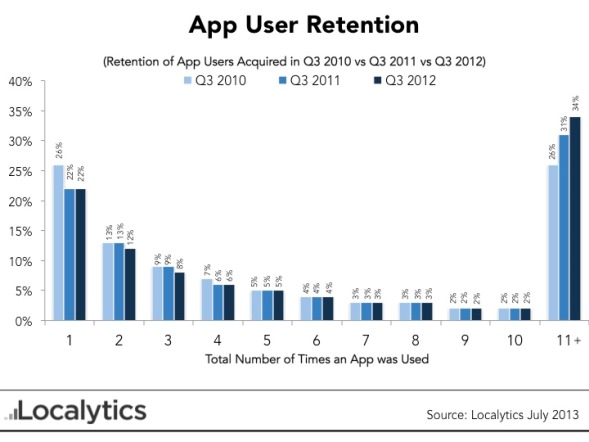 App User Retention
(Retention of App Users Acquired in Q3 2010 vs Q3 2011 vs Q3 2012)
Q3 2010 Q3 2011 Q3 2012
40%
35%
30%
25%
20%
15%
10%
5%
0%
26% 22% 22%
13% 13% 12%
9% 9% 8%
7% 6% 6%
5% 5% 5%
4% 4% 4%
3% 3% 3%
3% 3% 3%
2% 2% 2%
2% 2% 2%
26% 31% 34%
1 2 3 4 5 6 7 8 9 10 11+
Total Number of Times an App was Used
Localytics
Source: Localytics July 2013